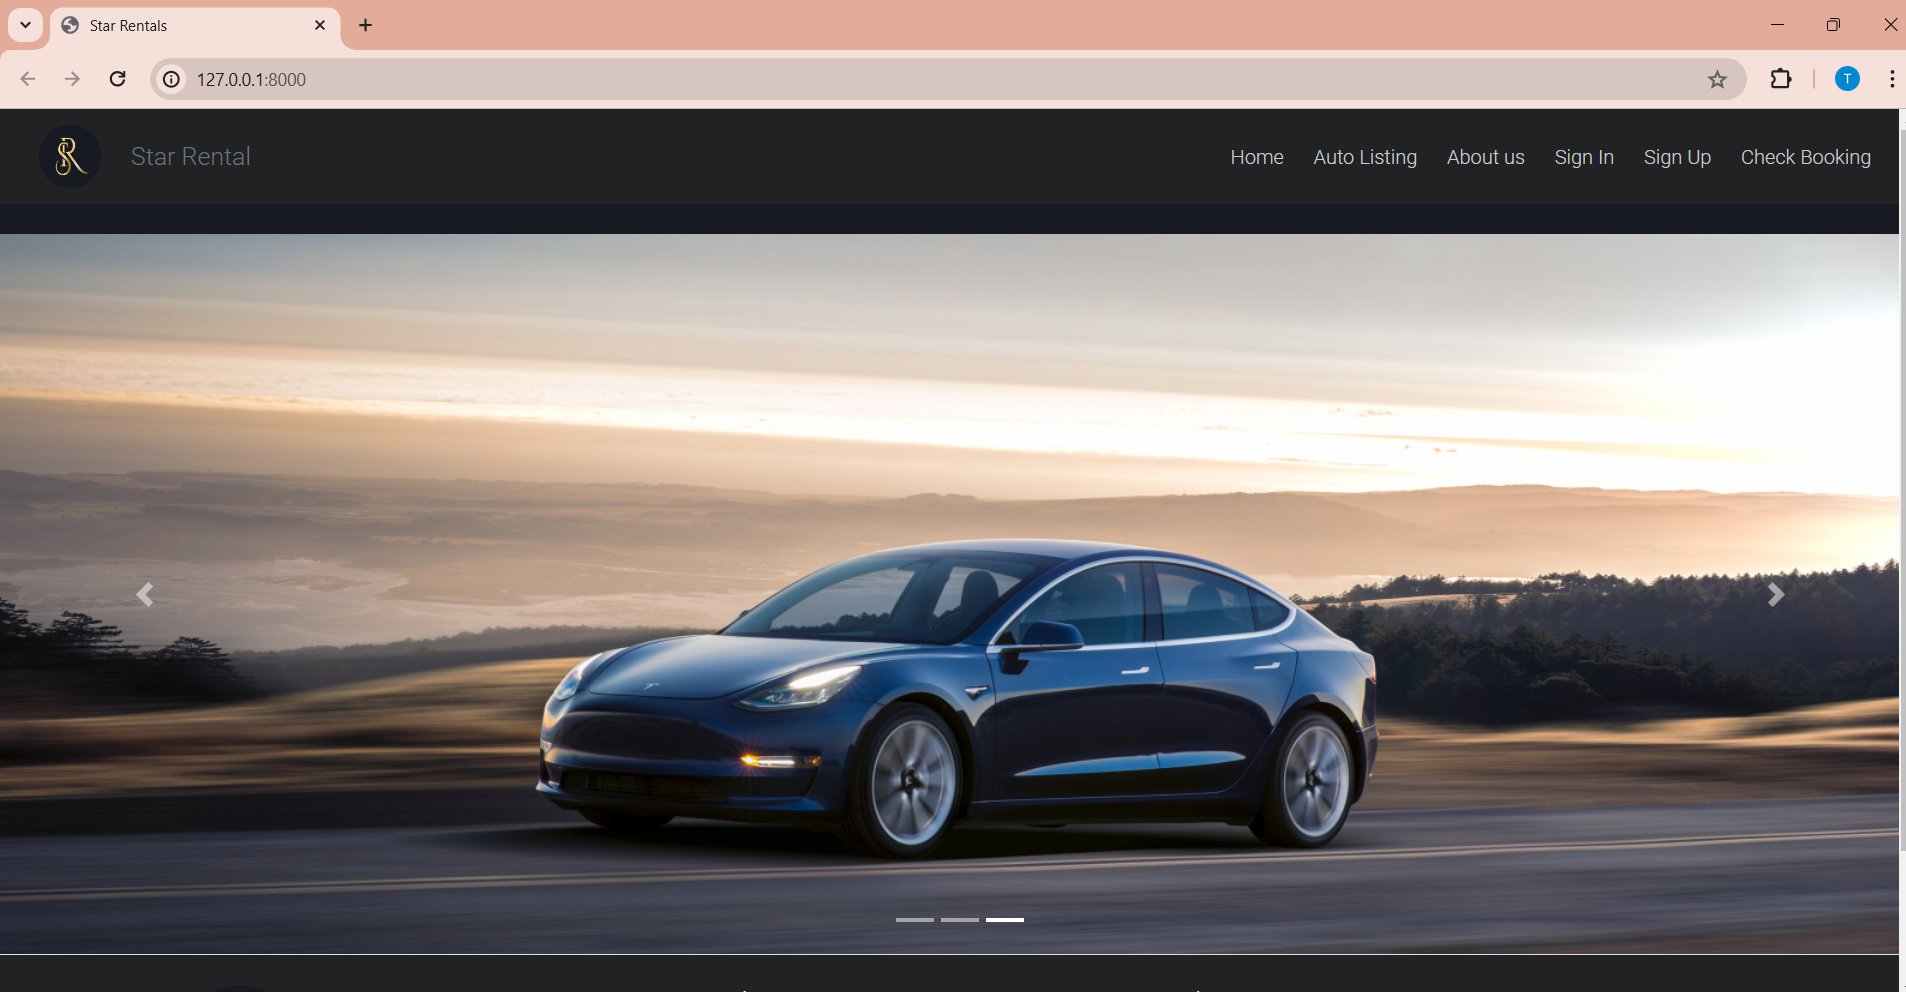 Star Rentals
127.0.0.1:8000
SR Star Rental Home Auto Listing About us Sign In Sign Up Check Booking
T